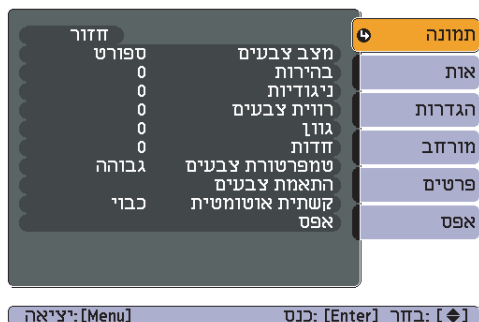 תמונה
אות
הגדרות
מורחב
פרטים
אפס
חזור
מצב צבעים ספורט
בהירות 0
ניגודיות 0
רווית צבעים 0
גוון 0
חדות 0
טמפרטורת צבעים גבוהה
התאמת צבעים
קשתית אוטומטית כבוי
אפס
[◆] :בחר [Enter] :כנס [Menu] :יציאה